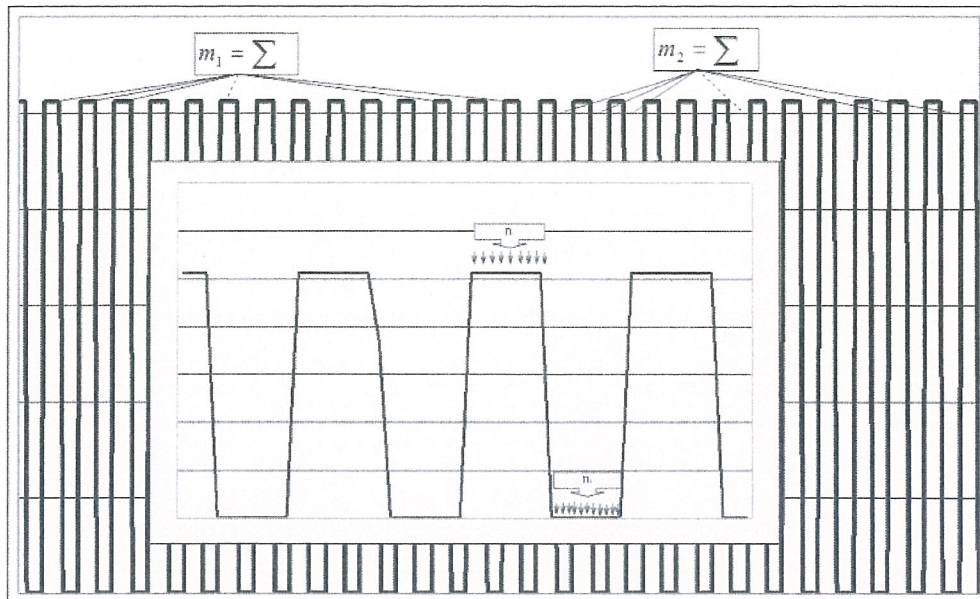 m₁ = ∑
m₂ = ∑
n
n